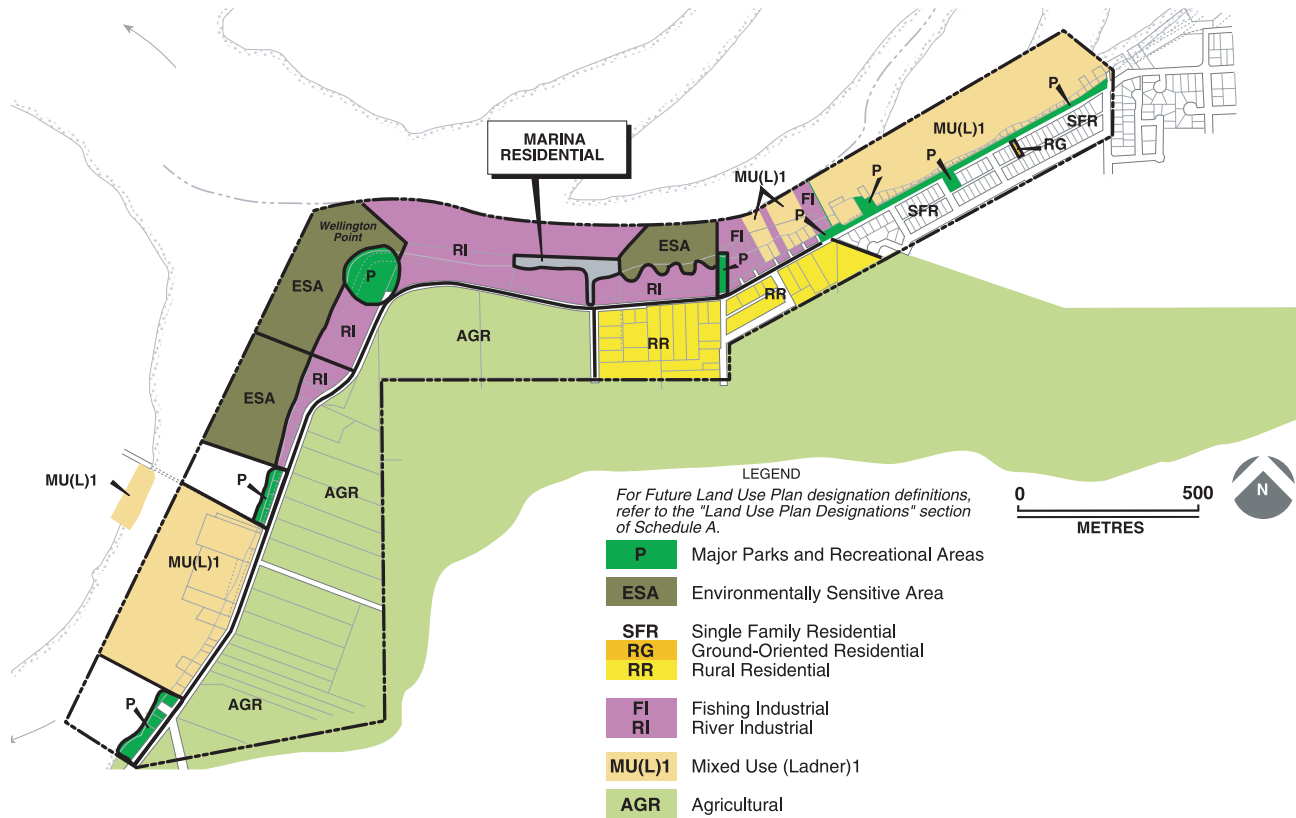 P
SFR
MU(L)1
RG
P
MARINA
RESIDENTIAL
MU(L)1
P
FI
SFR
P
Wellington
Point
ESA
FI
RI
P
P
ESA
RI
RR
RI
AGR
RR
RI
ESA
MU(L)1
P
AGR
MU(L)1
P
AGR
LEGEND
For Future Land Use Plan designation definitions,
refer to the "Land Use Plan Designations" section
of Schedule A.
P Major Parks and Recreational Areas
ESA Environmentally Sensitive Area
SFR Single Family Residential
RG Ground-Oriented Residential
RR Rural Residential
FI Fishing Industrial
RI River Industrial
MU(L)1 Mixed Use (Ladner)1
AGR Agricultural
0 500
METRES
N